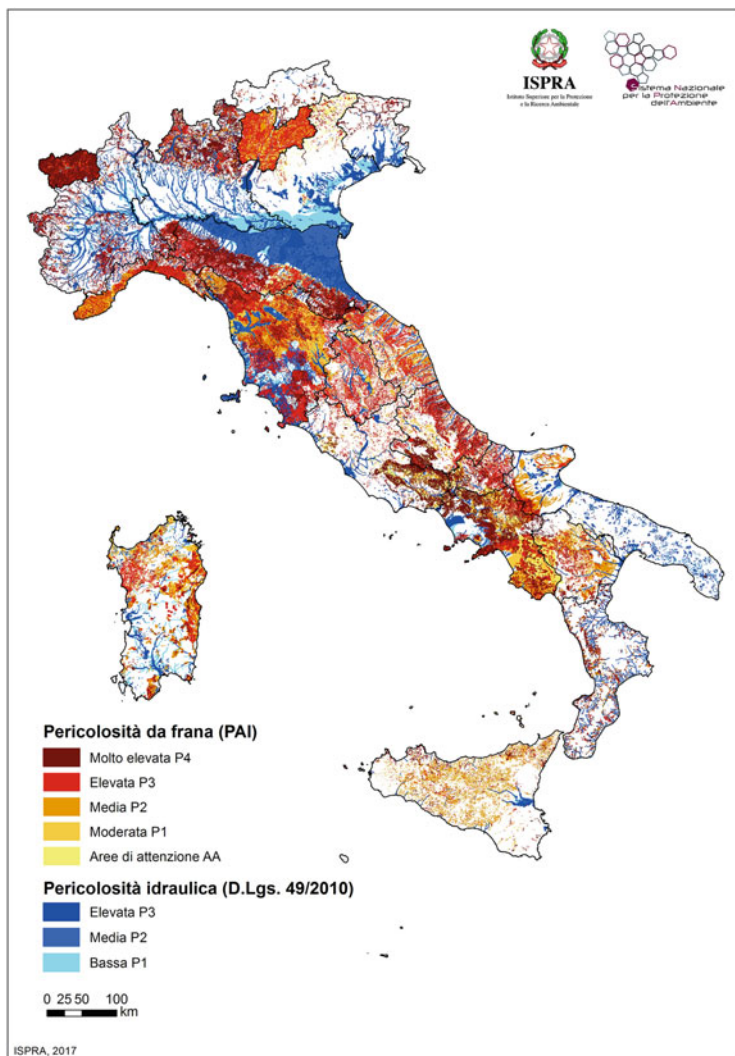 ISPRA
Istituto Superiore per la Protezione
e la Ricerca Ambientale
Sistema Nazionale
per la Protezione
dell'Ambiente
Pericolosità da frana (PAI)
Molto elevata P4
Elevata P3
Media P2
Moderata P1
Aree di attenzione AA
Pericolosità idraulica (D.Lgs. 49/2010)
Elevata P3
Media P2
Bassa P1
0 25 50 100
km
ISPRA, 2017